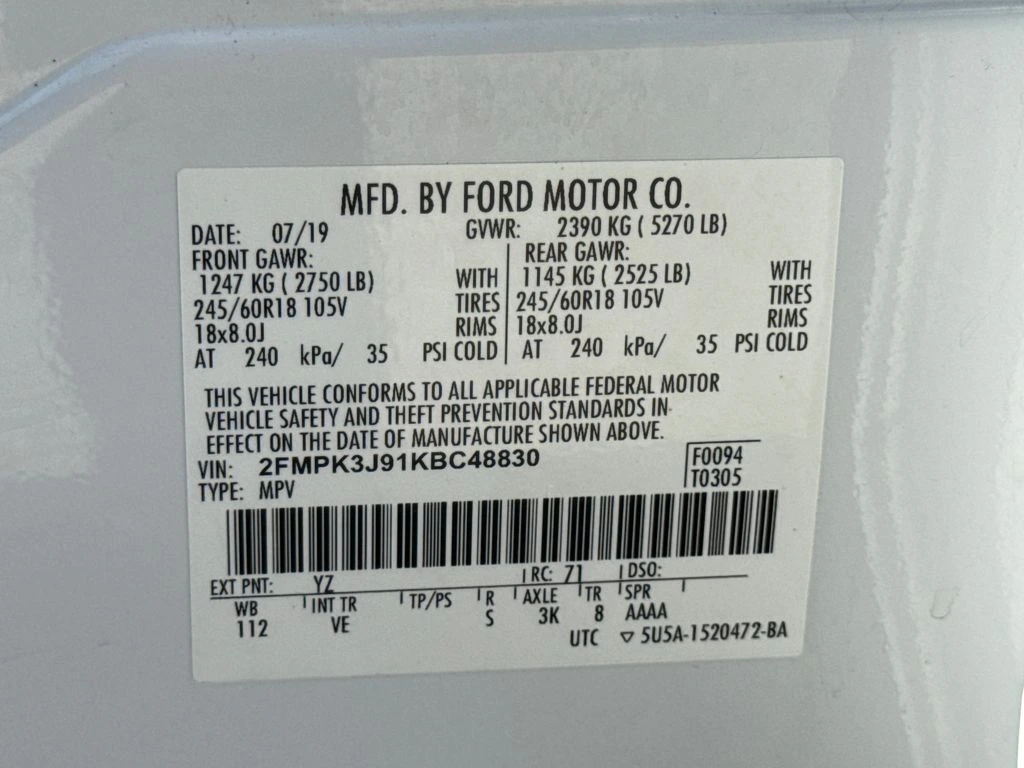 MFD. BY FORD MOTOR CO.
DATE: 07/19 GVWR: 2390 KG ( 5270 LB)
FRONT GAWR: REAR GAWR:
1247 KG ( 2750 LB) WITH 1145 KG ( 2525 LB) WITH
245/60R18 105V TIRES 245/60R18 105V TIRES
18x8.0J RIMS 18x8.0J RIMS
AT 240 kPa/ 35 PSI COLD AT 240 kPa/ 35 PSI COLD
THIS VEHICLE CONFORMS TO ALL APPLICABLE FEDERAL MOTOR
VEHICLE SAFETY AND THEFT PREVENTION STANDARDS IN
EFFECT ON THE DATE OF MANUFACTURE SHOWN ABOVE.
VIN: 2FMPK3J91KBC48830 F0094
TYPE: MPV T0305
EXT PNT: YZ RC: 71 DSO:
WB INT TR TP/PS R AXLE TR SPR
112 VE S 3K 8 AAAA
UTC ▽ 5U5A-1520472-BA